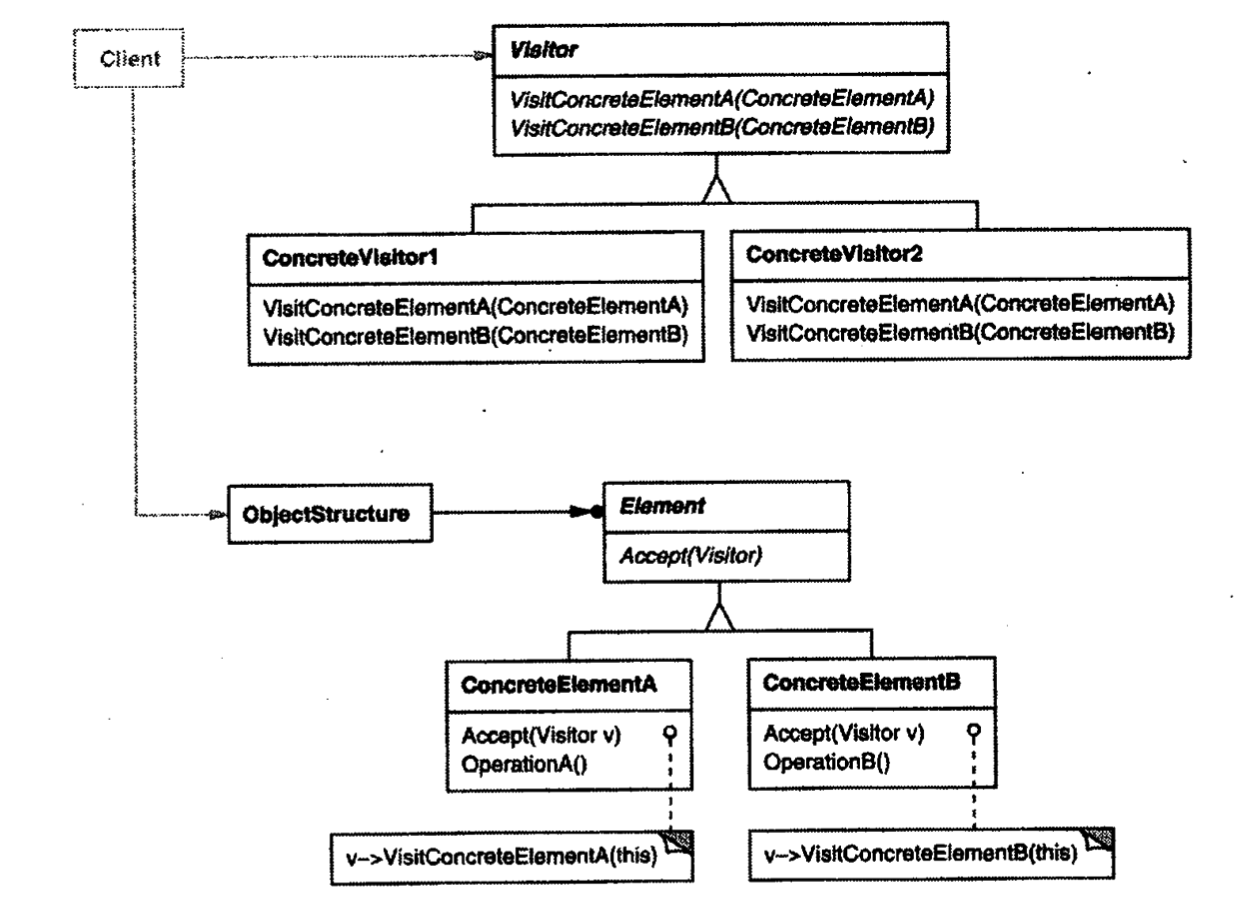 Client
Visitor
VisitConcreteElementA(ConcreteElementA)
VisitConcreteElementB(ConcreteElementB)
ConcreteVisitor1
VisitConcreteElementA(ConcreteElementA)
VisitConcreteElementB(ConcreteElementB)
ConcreteVisitor2
VisitConcreteElementA(ConcreteElementA)
VisitConcreteElementB(ConcreteElementB)
ObjectStructure
Element
Accept(Visitor)
ConcreteElementA
Accept(Visitor v)
OperationA()
ConcreteElementB
Accept(Visitor v)
OperationB()
v–>VisitConcreteElementA(this)
v–>VisitConcreteElementB(this)